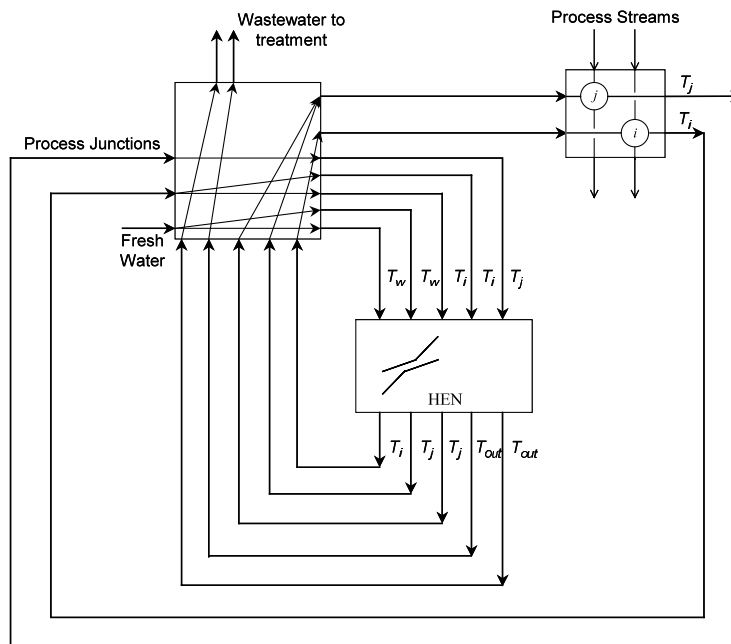 Wastewater to
treatment
Process Streams
j
T_j
T_i
i
Process Junctions
Fresh
Water
T_w T_w T_i T_i T_j
HEN
T_i T_j T_j T_out T_out